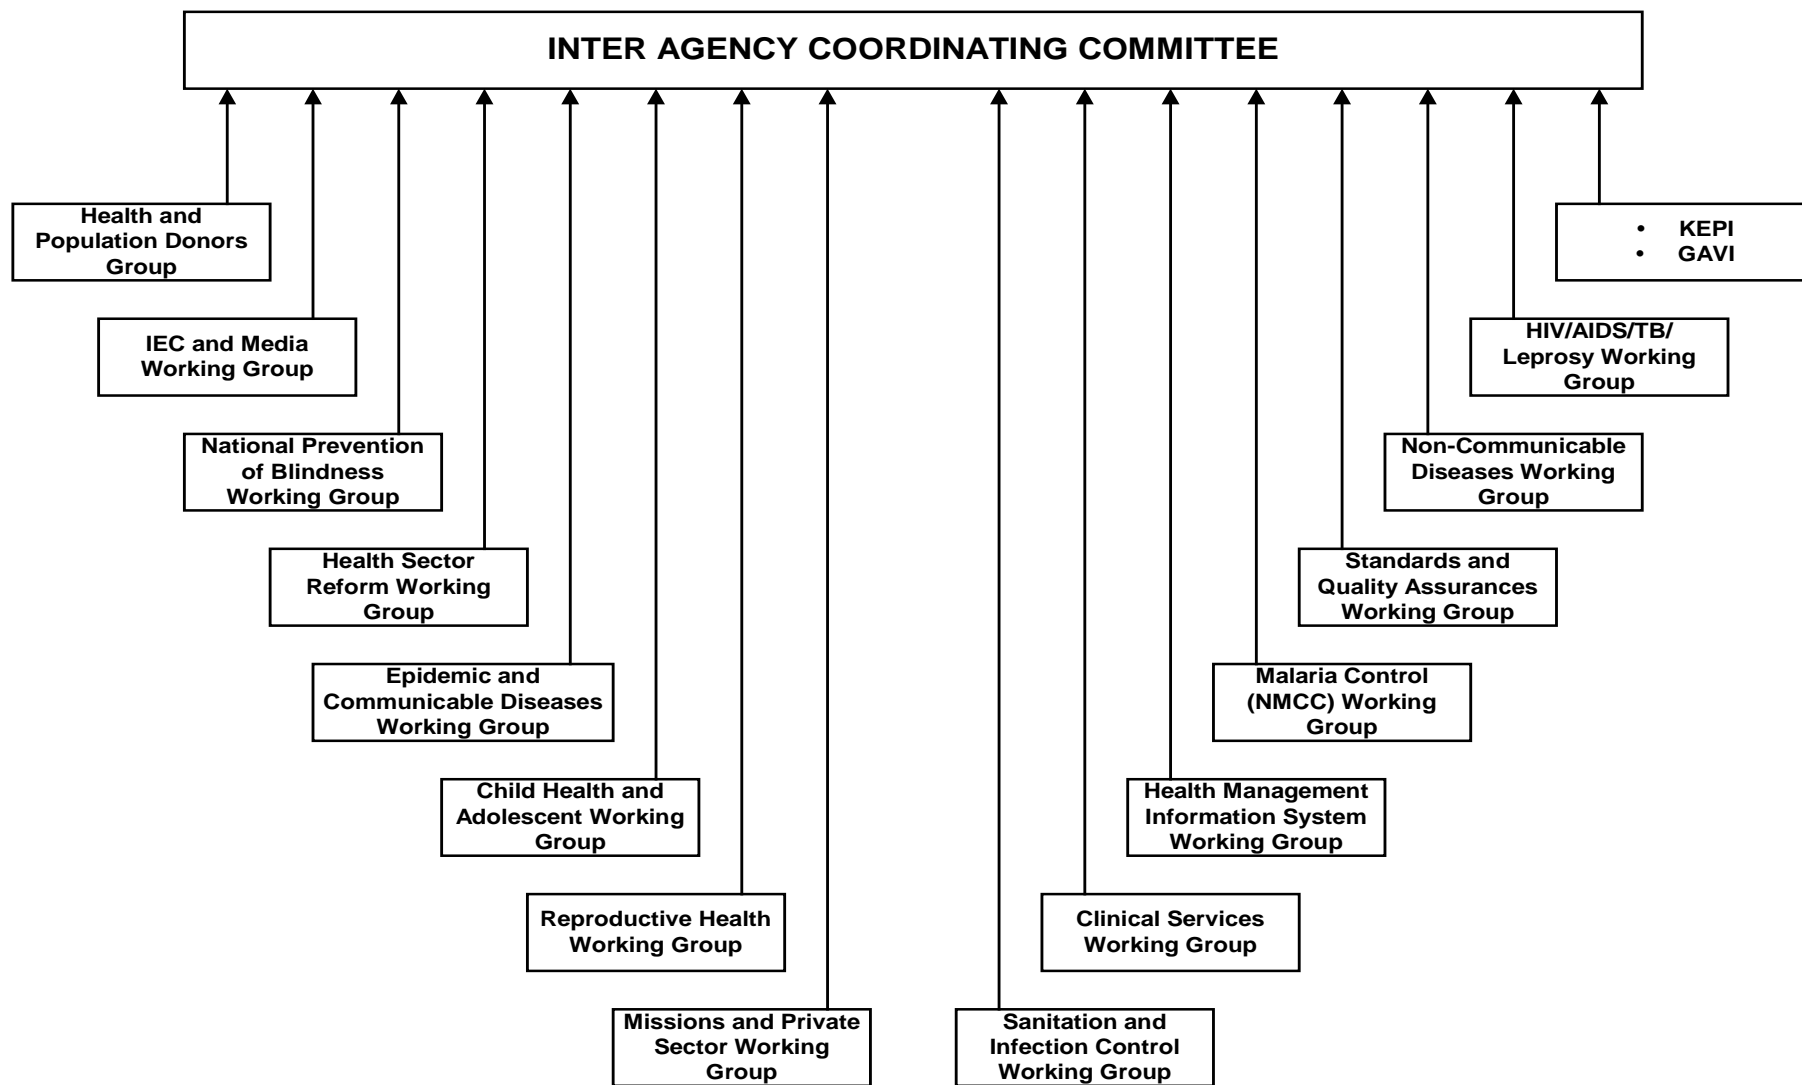 INTER AGENCY COORDINATING COMMITTEE
Health and
Population Donors
Group
• KEPI
• GAVI
IEC and Media
Working Group
HIV/AIDS/TB/
Leprosy Working
Group
National Prevention
of Blindness
Working Group
Non-Communicable
Diseases Working
Group
Health Sector
Reform Working
Group
Standards and
Quality Assurances
Working Group
Epidemic and
Communicable Diseases
Working Group
Malaria Control
(NMCC) Working
Group
Child Health and
Adolescent Working
Group
Health Management
Information System
Working Group
Reproductive Health
Working Group
Clinical Services
Working Group
Missions and Private
Sector Working
Group
Sanitation and
Infection Control
Working Group